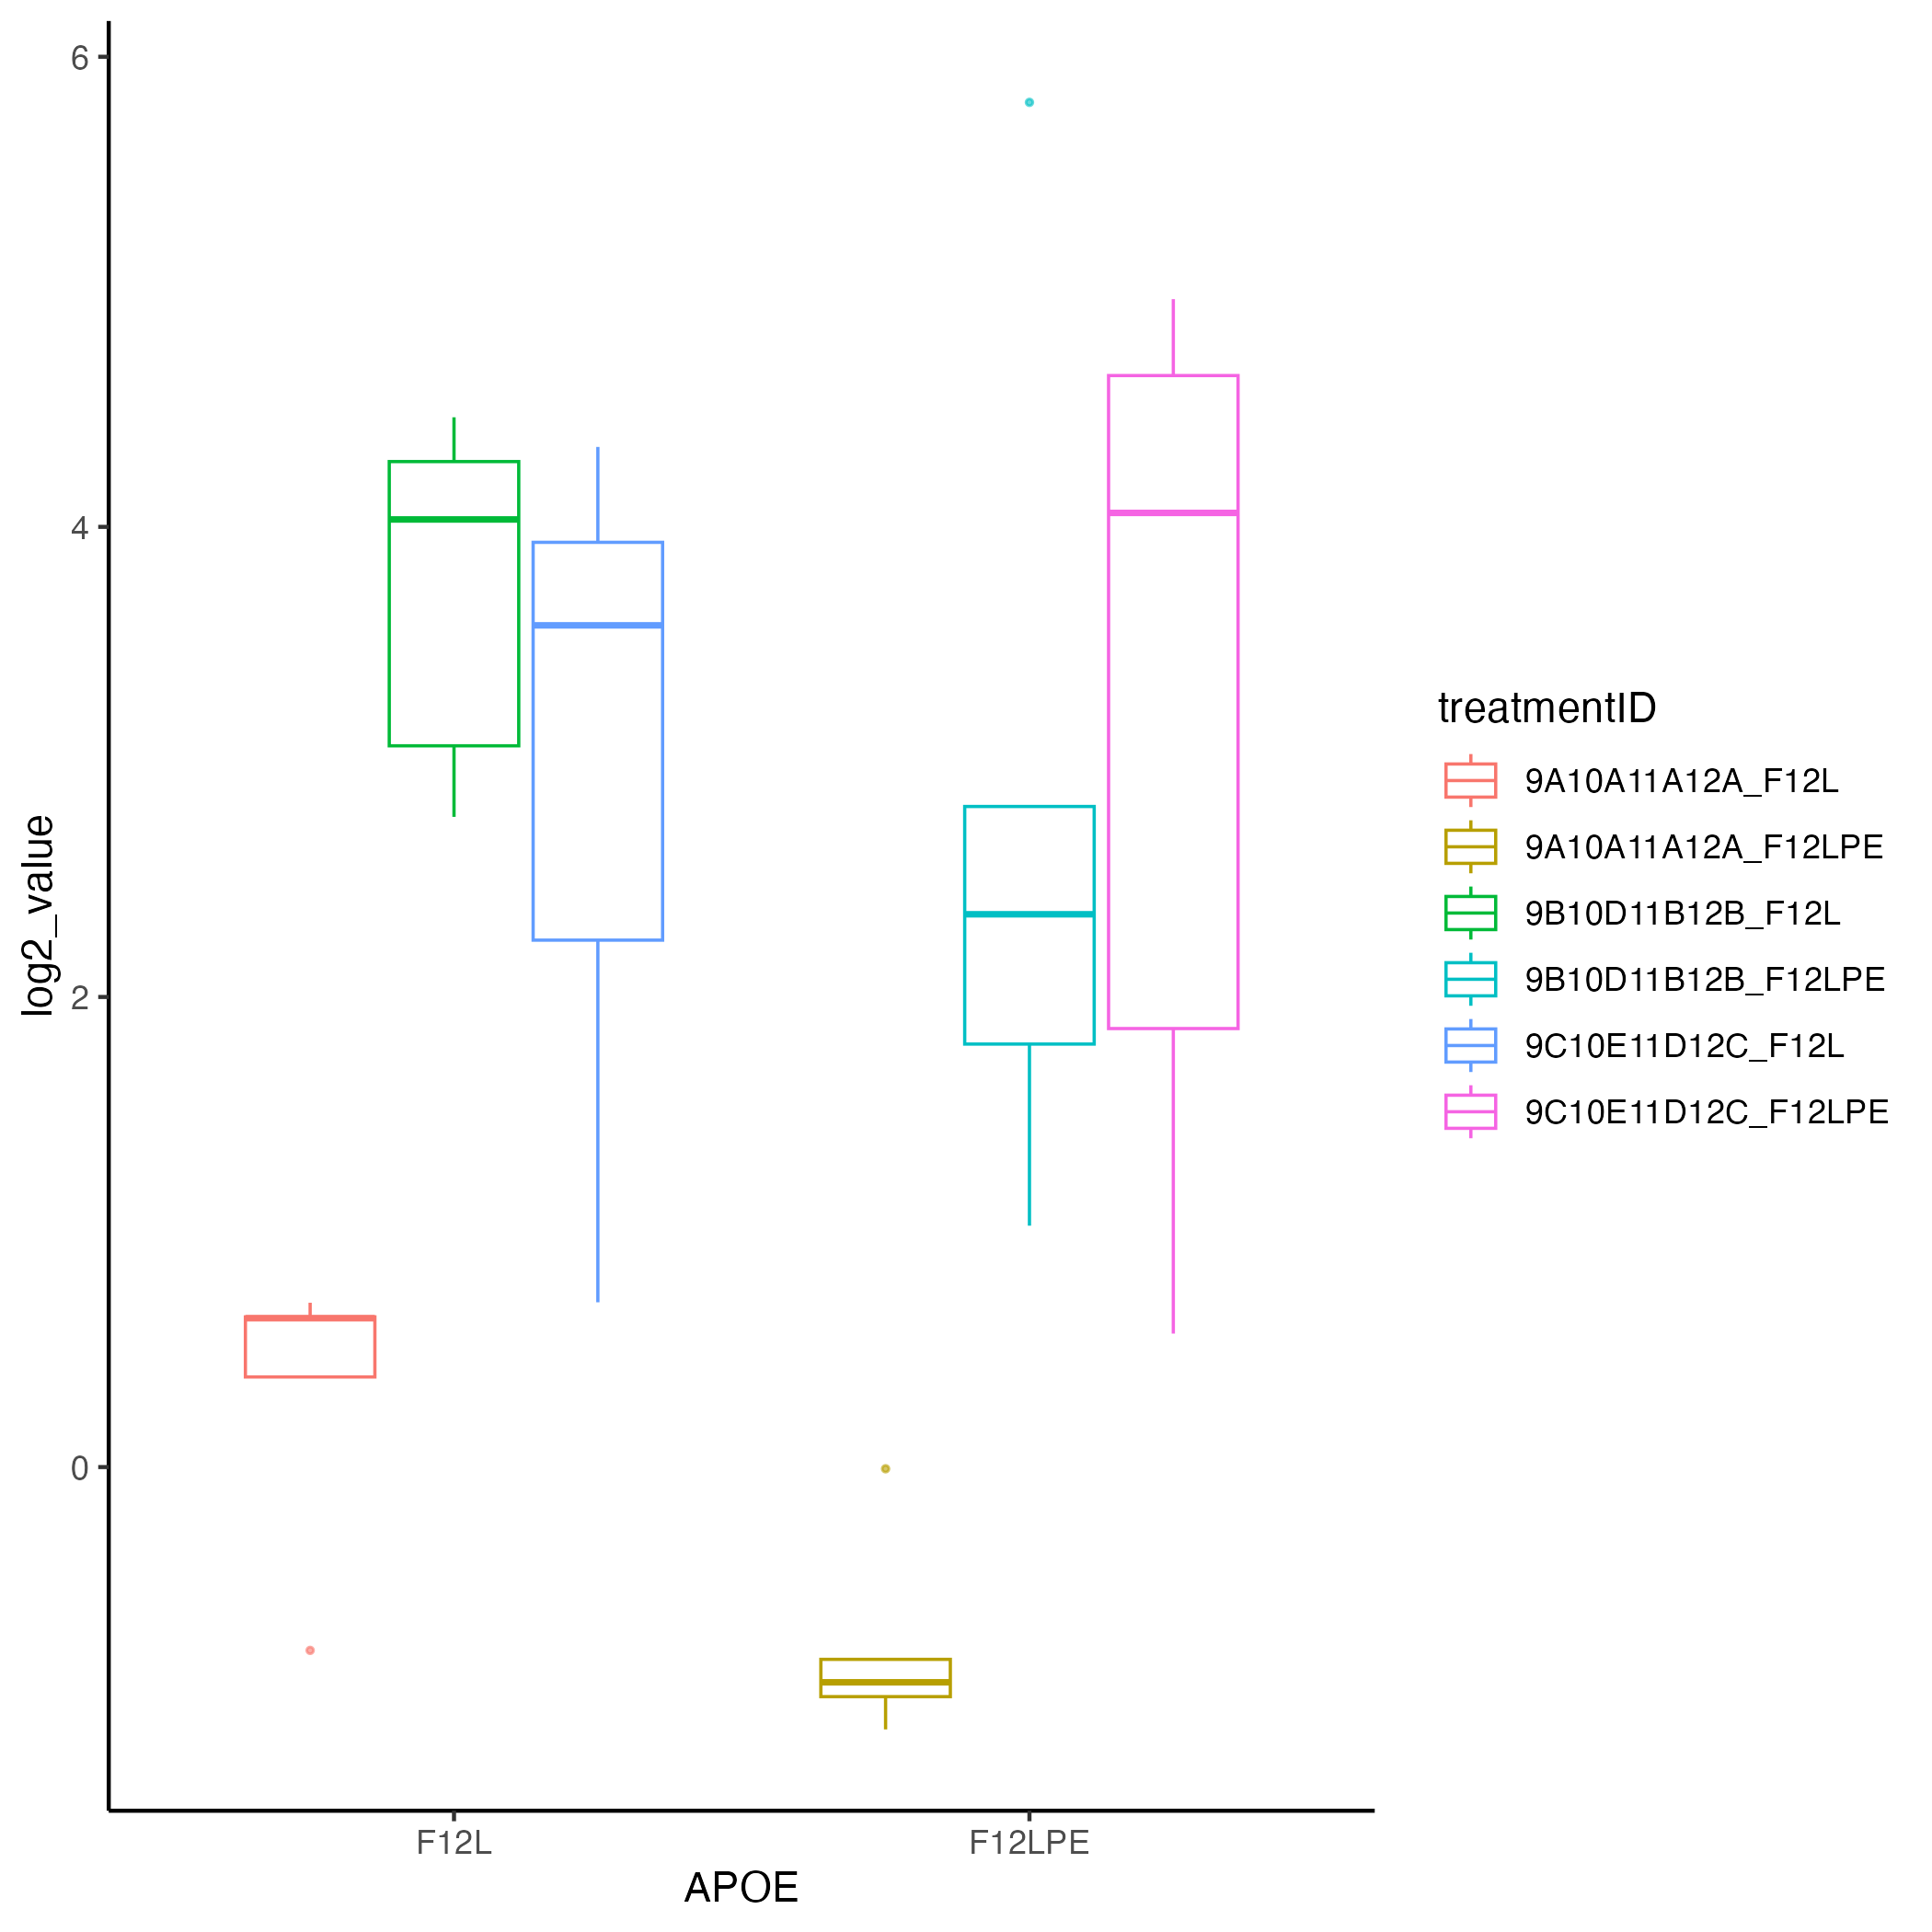 6
4
2
0
log2_value
F12L
F12LPE
APOE
treatmentID
9A10A11A12A_F12L
9A10A11A12A_F12LPE
9B10D11B12B_F12L
9B10D11B12B_F12LPE
9C10E11D12C_F12L
9C10E11D12C_F12LPE